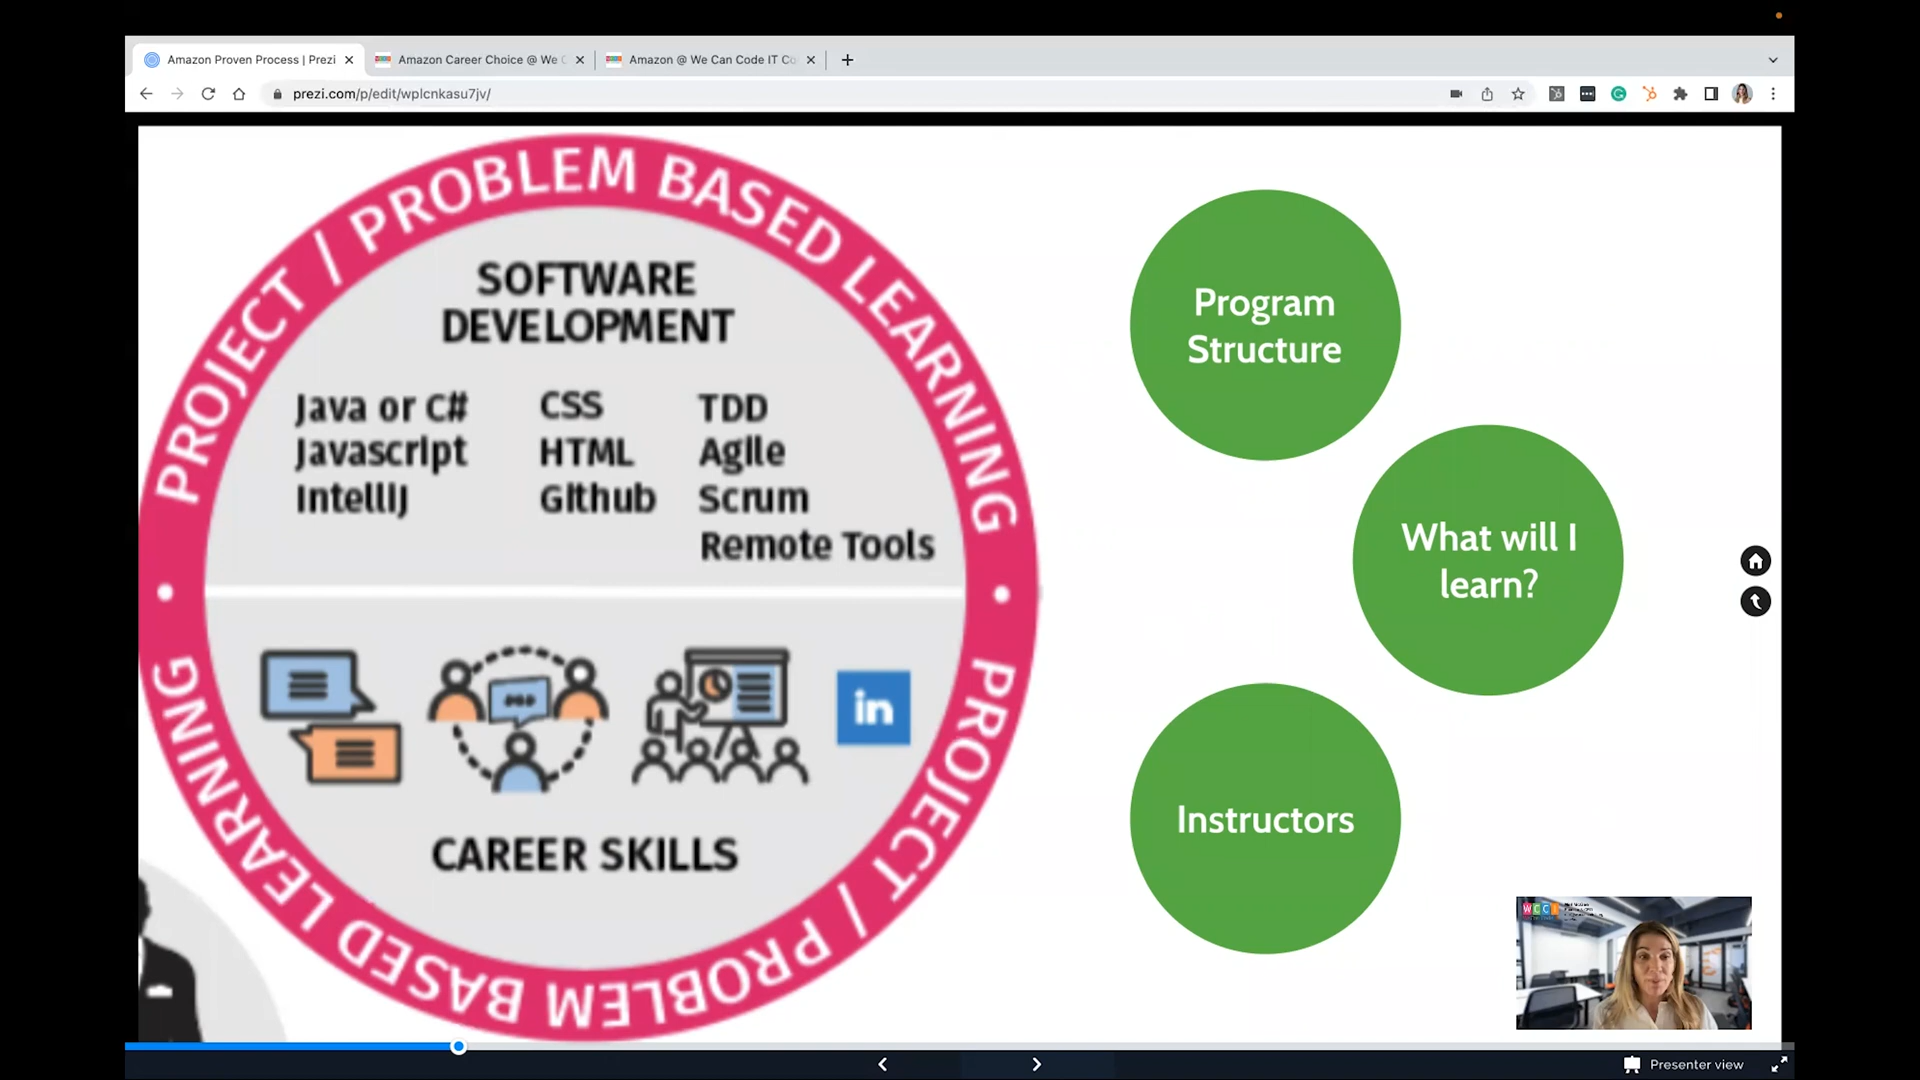 Amazon Proven Process | Prezi
Amazon Career Choice @ We C
Amazon @ We Can Code IT Co
prezi.com/p/edit/wplcnkasu7jv/
PROJECT / PROBLEM BASED LEARNING
SOFTWARE
DEVELOPMENT
Java or C#
Javascript
IntelliJ
CSS
HTML
Github
TDD
Agile
Scrum
Remote Tools
in
CAREER SKILLS
PROJECT / PROBLEM BASED LEARNING
Program
Structure
What will I
learn?
Instructors
WCCI
Presenter view